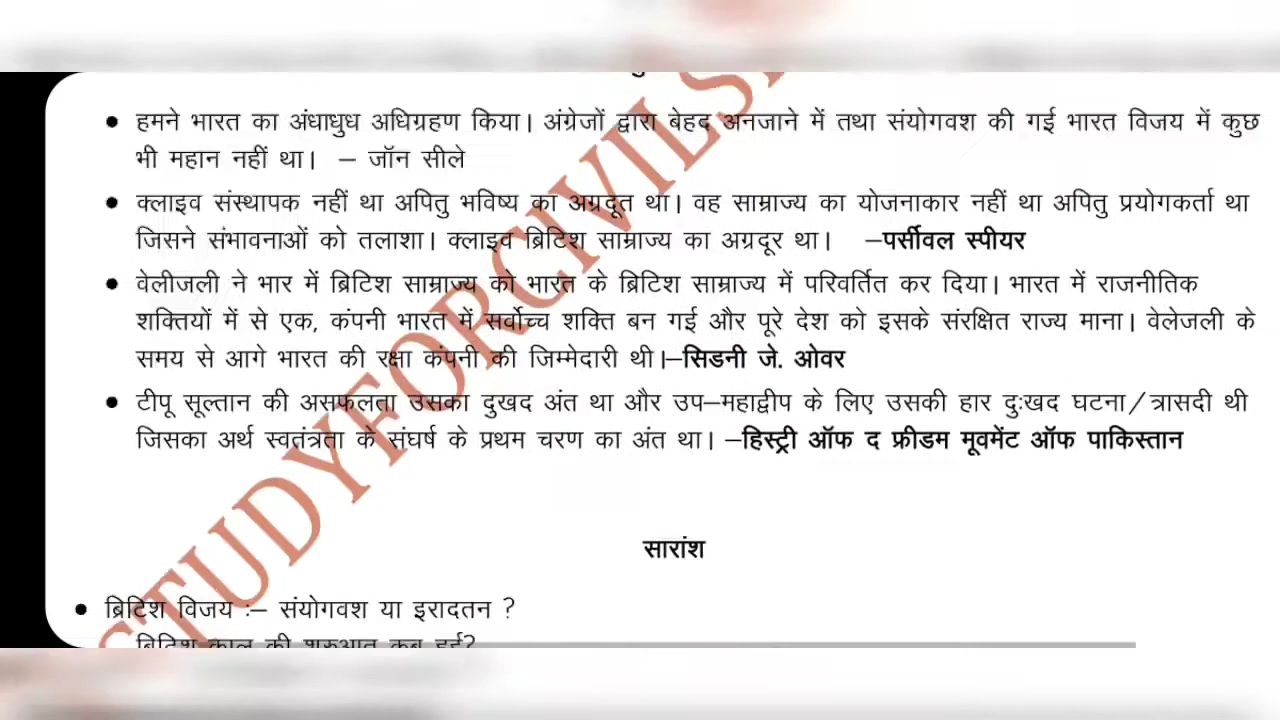 हमने भारत का अंधाधुध अधिग्रहण किया। अंग्रेजों द्वारा बेहद अनजाने में तथा संयोगवश की गई भारत विजय में कुछ
भी महान नहीं था। – जॉन सीले
क्लाइव संस्थापक नहीं था अपितु भविष्य का अग्रदूत था। वह साम्राज्य का योजनाकार नहीं था अपितु प्रयोगकर्ता था
जिसने संभावनाओं को तलाशा। क्लाइव ब्रिटिश साम्राज्य का अग्रदूर था। –पर्सीवल स्पीयर
वेलीजली ने भार में ब्रिटिश साम्राज्य को भारत के ब्रिटिश साम्राज्य में परिवर्तित कर दिया। भारत में राजनीतिक
शक्तियों में से एक, कंपनी भारत में सर्वोच्च शक्ति बन गई और पूरे देश को इसके संरक्षित राज्य माना। वेलेजली के
समय से आगे भारत की रक्षा कंपनी की जिम्मेदारी थी।–सिडनी जे. ओवर
टीपू सूल्तान की असफलता उसका दुखद अंत था और उप–महाद्वीप के लिए उसकी हार दुःखद घटना/त्रासदी थी
जिसका अर्थ स्वतंत्रता के संघर्ष के प्रथम चरण का अंत था। –हिस्ट्री ऑफ द फ्रीडम मूवमेंट ऑफ पाकिस्तान
सारांश
ब्रिटिश विजय :– संयोगवश या इरादतन ?
ब्रिटिश काल की शुरुआत कब हुई?
STUDYFORCIVILS